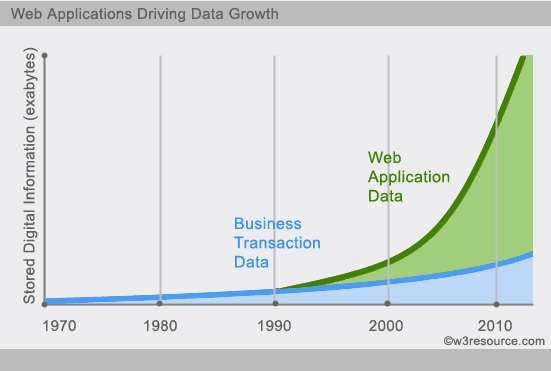 Web Applications Driving Data Growth
Stored Digital Information (exabytes)
Web
Application
Data
Business
Transaction
Data
1970 1980 1990 2000 2010
©w3resource.com